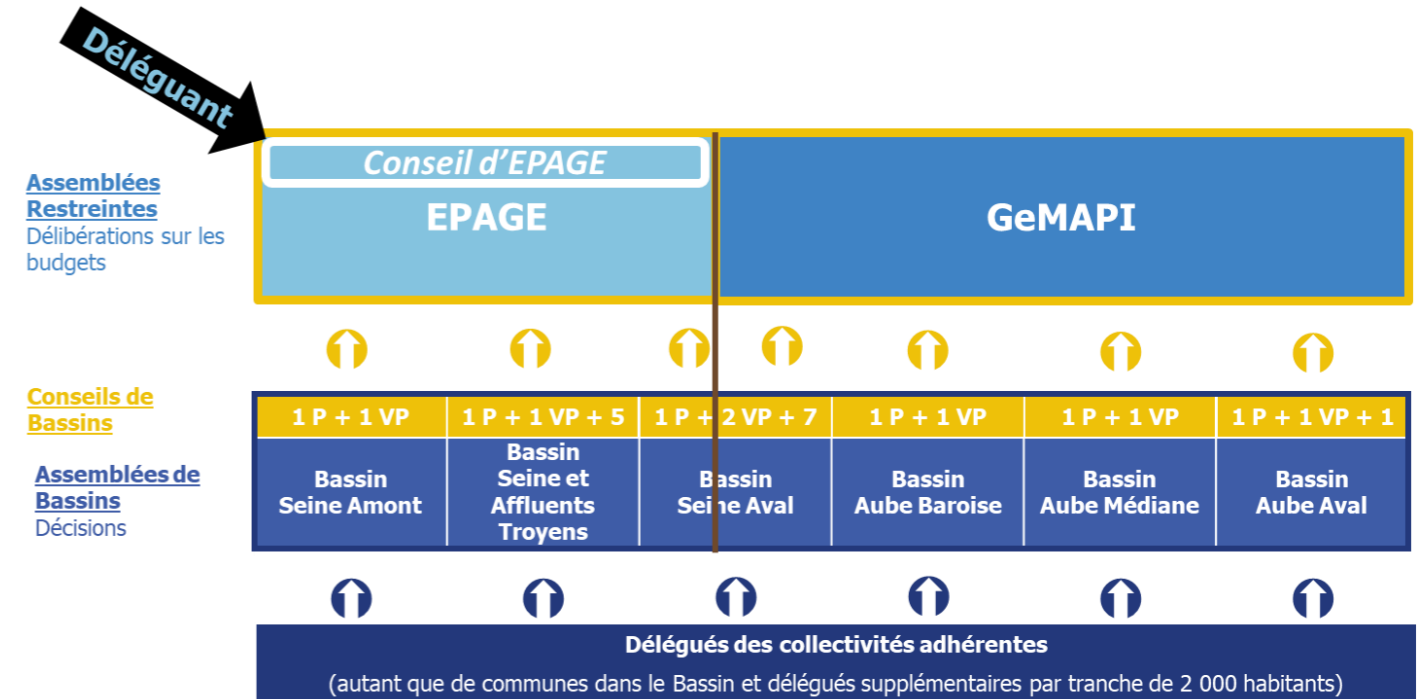 Déléguant
Conseil d'EPAGE
EPAGE
GeMAPI
Assemblées
Restreintes
Délibérations sur les
budgets
Conseils de
Bassins
1 P + 1 VP
1 P + 1 VP + 5
1 P + 2 VP + 7
1 P + 1 VP
1 P + 1 VP
1 P + 1 VP + 1
Assemblées de
Bassins
Décisions
Bassin
Seine Amont
Bassin
Seine et
Affluents
Troyens
Bassin
Seine Aval
Bassin
Aube Baroise
Bassin
Aube Médiane
Bassin
Aube Aval
Délégués des collectivités adhérentes
(autant que de communes dans le Bassin et délégués supplémentaires par tranche de 2 000 habitants)